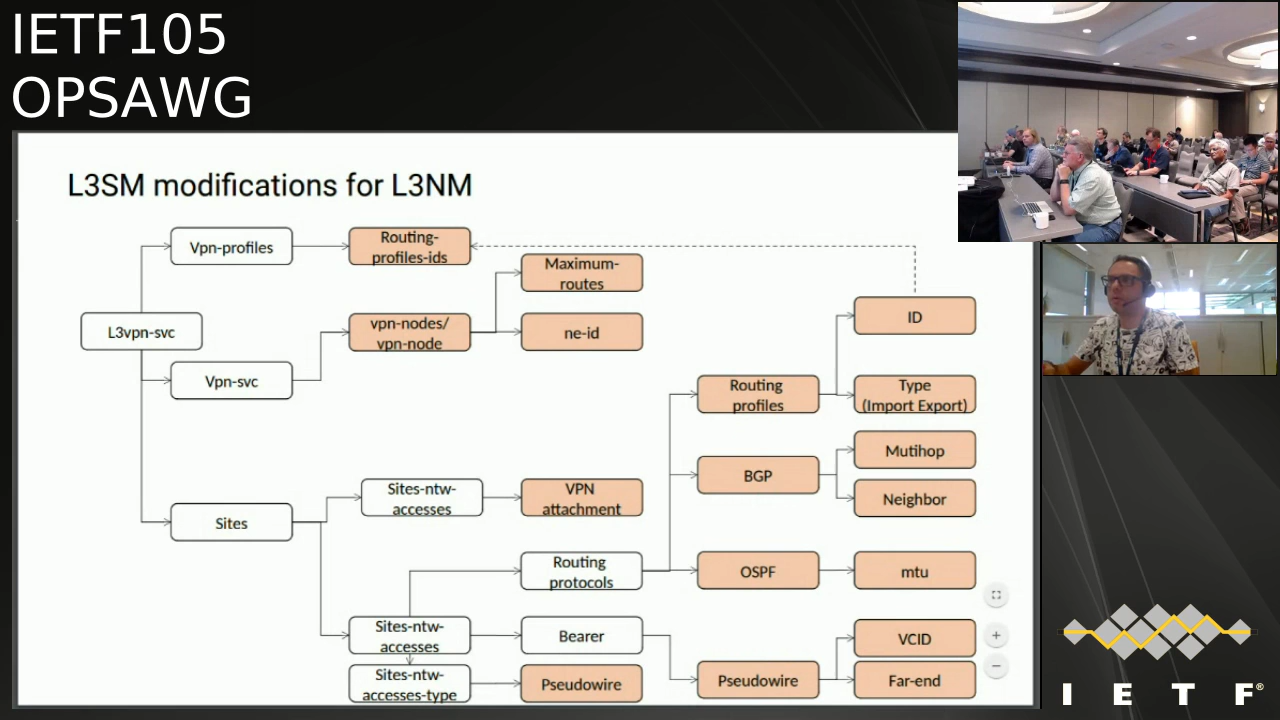 IETF105
OPSAWG
L3SM modifications for L3NM
Vpn-profiles
Routing-
profiles-ids
Maximum-
routes
L3vpn-svc
vpn-nodes/
vpn-node
ne-id
ID
Vpn-svc
Routing
profiles
Type
(Import Export)
BGP
Mutihop
Neighbor
Sites
Sites-ntw-
accesses
VPN
attachment
Routing
protocols
OSPF
mtu
Sites-ntw-
accesses
Bearer
VCID
Sites-ntw-
accesses-type
Pseudowire
Pseudowire
Far-end
I E T F®